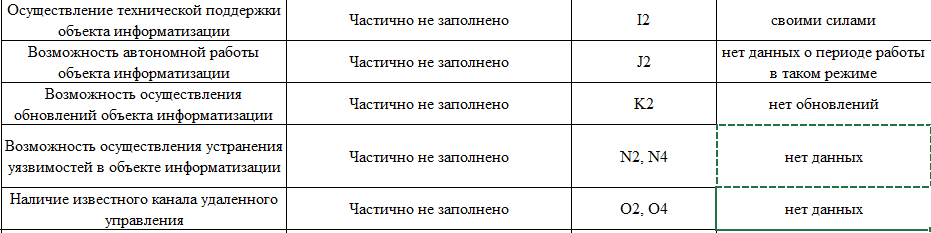 Осуществление технической поддержки
объекта информатизации
Частично не заполнено
I2
своими силами
Возможность автономной работы
объекта информатизации
Частично не заполнено
J2
нет данных о периоде работы
в таком режиме
Возможность осуществления
обновлений объекта информатизации
Частично не заполнено
K2
нет обновлений
Возможность осуществления устранения
уязвимостей в объекте информатизации
Частично не заполнено
N2, N4
нет данных
Наличие известного канала удаленного
управления
Частично не заполнено
O2, O4
нет данных